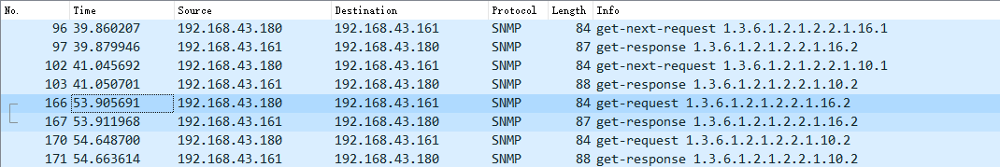 No. Time Source Destination Protocol Length Info
96 39.860207 192.168.43.180 192.168.43.161 SNMP 84 get-next-request 1.3.6.1.2.1.2.2.1.16.1
97 39.879946 192.168.43.161 192.168.43.180 SNMP 87 get-response 1.3.6.1.2.1.2.2.1.16.2
102 41.045692 192.168.43.180 192.168.43.161 SNMP 84 get-next-request 1.3.6.1.2.1.2.2.1.10.1
103 41.050701 192.168.43.161 192.168.43.180 SNMP 88 get-response 1.3.6.1.2.1.2.2.1.10.2
166 53.905691 192.168.43.180 192.168.43.161 SNMP 84 get-request 1.3.6.1.2.1.2.2.1.16.2
167 53.911968 192.168.43.161 192.168.43.180 SNMP 87 get-response 1.3.6.1.2.1.2.2.1.16.2
170 54.648700 192.168.43.180 192.168.43.161 SNMP 84 get-request 1.3.6.1.2.1.2.2.1.10.2
171 54.663614 192.168.43.161 192.168.43.180 SNMP 88 get-response 1.3.6.1.2.1.2.2.1.10.2